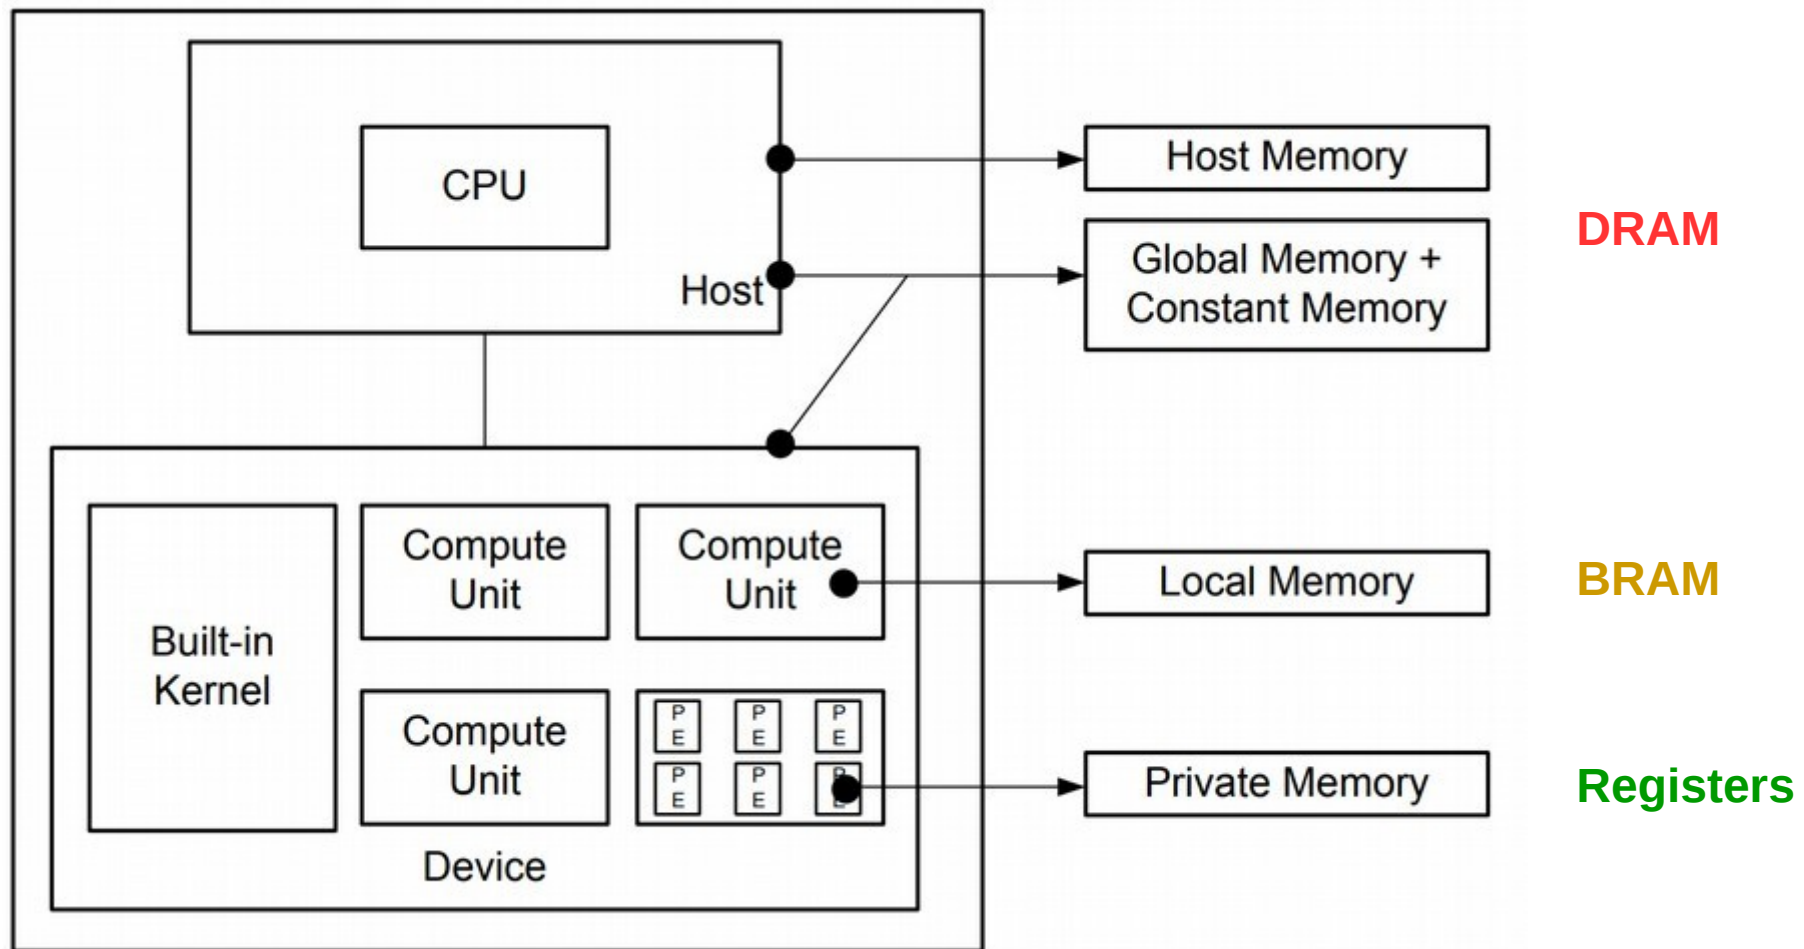 CPU
Host
Host Memory
Global Memory +
Constant Memory
DRAM
Built-in
Kernel
Compute
Unit
Compute
Unit
Compute
Unit
P
E
P
E
P
E
P
E
P
E
P
E
Device
Local Memory
BRAM
Private Memory
Registers